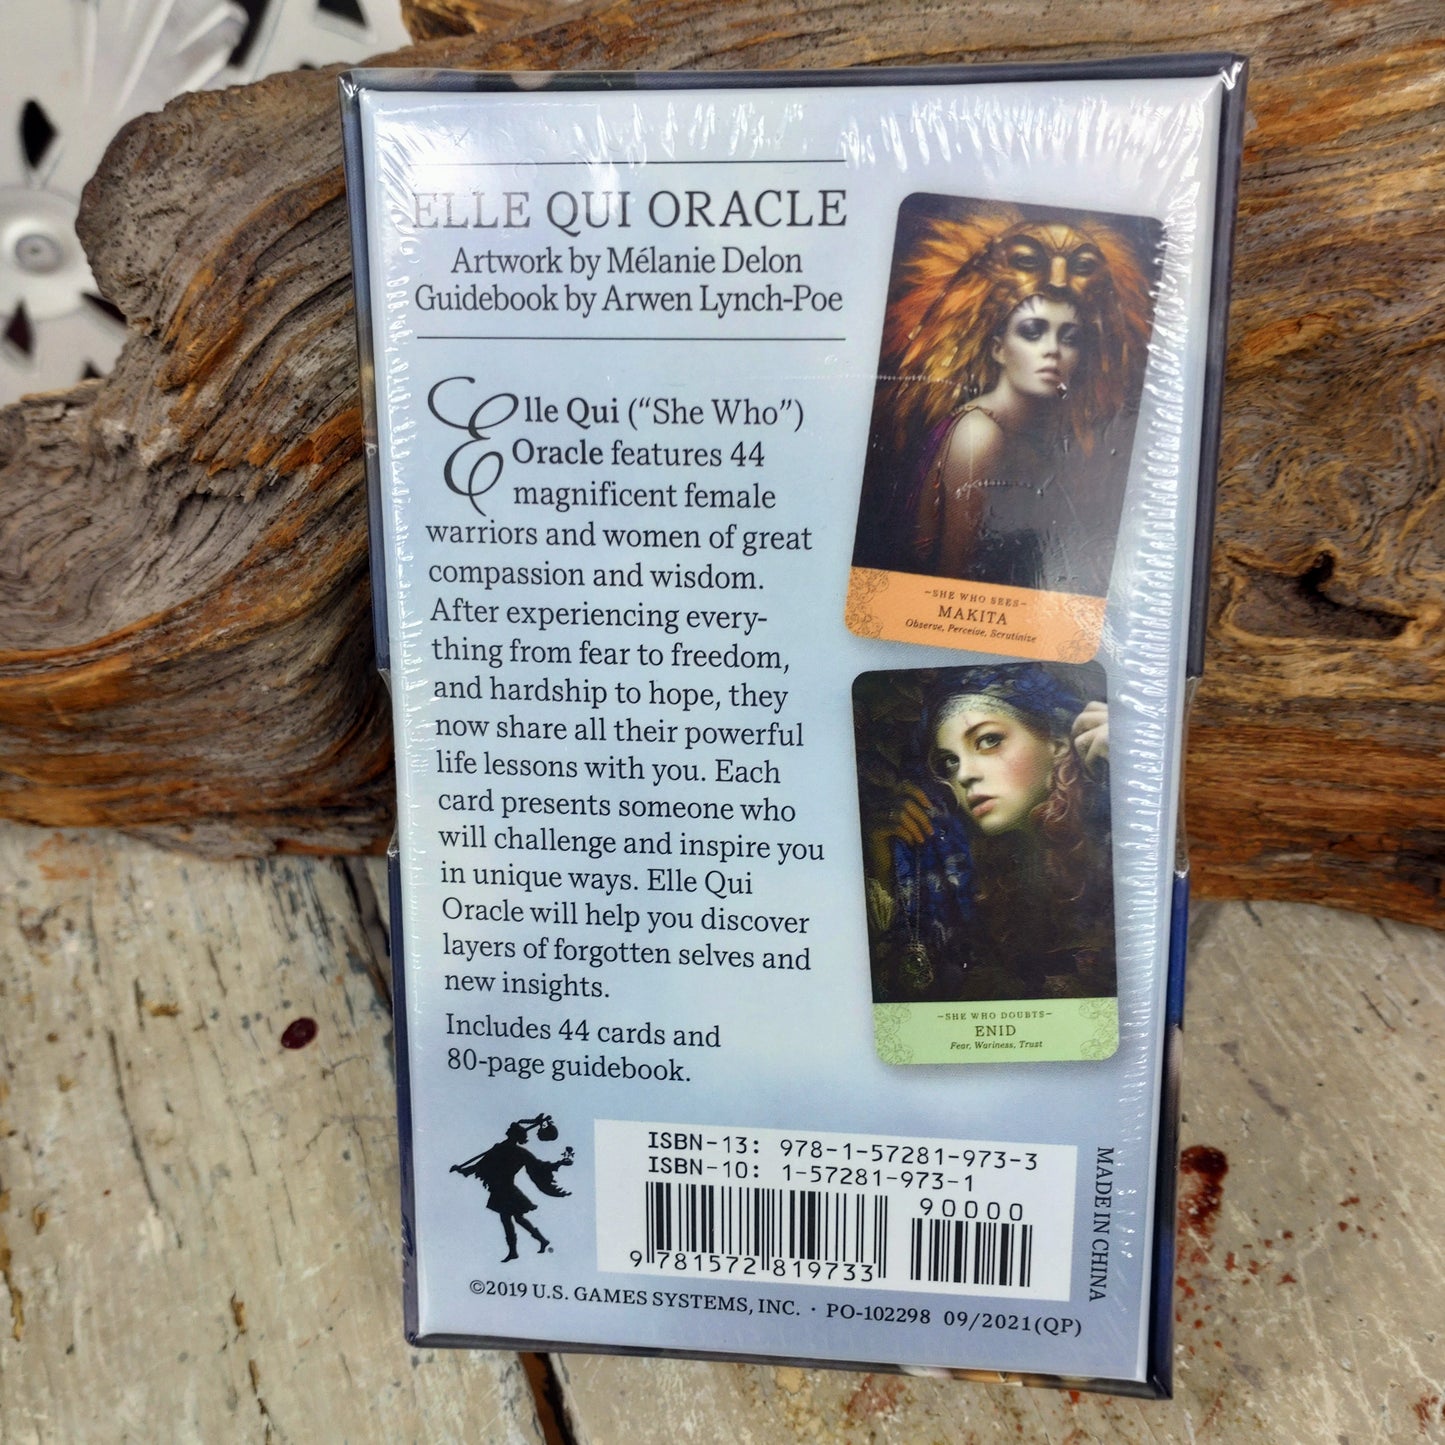 ELLE QUI ORACLE
Artwork by Mélanie Delon
Guidebook by Arwen Lynch-Poe
Elle Qui (“She Who”)
Oracle features 44
magnificent female
warriors and women of great
compassion and wisdom.
After experiencing every-
thing from fear to freedom,
and hardship to hope, they
now share all their powerful
life lessons with you. Each
card presents someone who
will challenge and inspire you
in unique ways. Elle Qui
Oracle will help you discover
layers of forgotten selves and
new insights.
Includes 44 cards and
80-page guidebook.
~SHE WHO SEES~
MAKITA
Observe, Perceive, Scrutinize
~SHE WHO DOUBTS~
ENID
Fear, Wariness, Trust
ISBN-13: 978-1-57281-973-3
ISBN-10: 1-57281-973-1
90000
9 781572 819733
MADE IN CHINA
®
©2019 U.S. GAMES SYSTEMS, INC. · PO-102298 09/2021(QP)